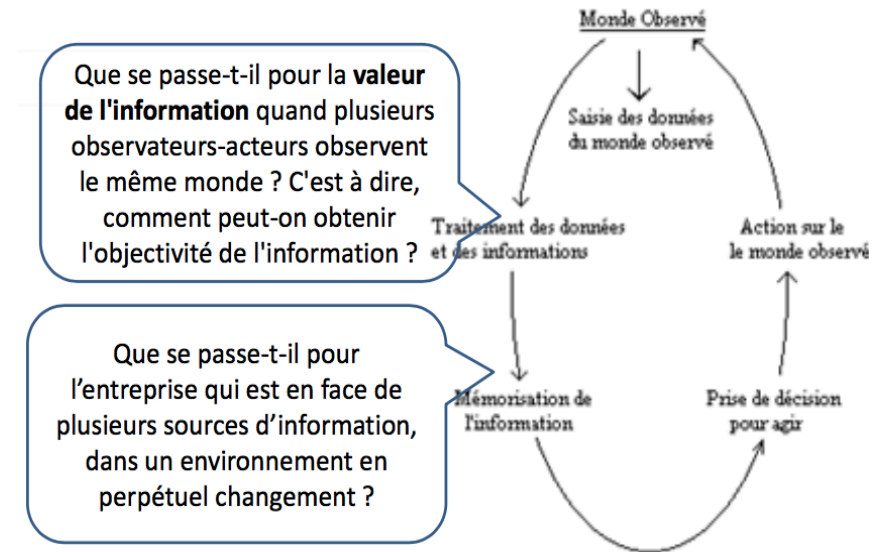 Monde Observé
Que se passe-t-il pour la valeur
de l'information quand plusieurs
observateurs-acteurs observent
le même monde ? C'est à dire,
comment peut-on obtenir
l'objectivité de l'information ?
Saisie des données
du monde observé
Traitement des données
et des informations
Action sur le
le monde observé
Que se passe-t-il pour
l’entreprise qui est en face de
plusieurs sources d’information,
dans un environnement en
perpétuel changement ?
Mémorisation de
l'information
Prise de décision
pour agir